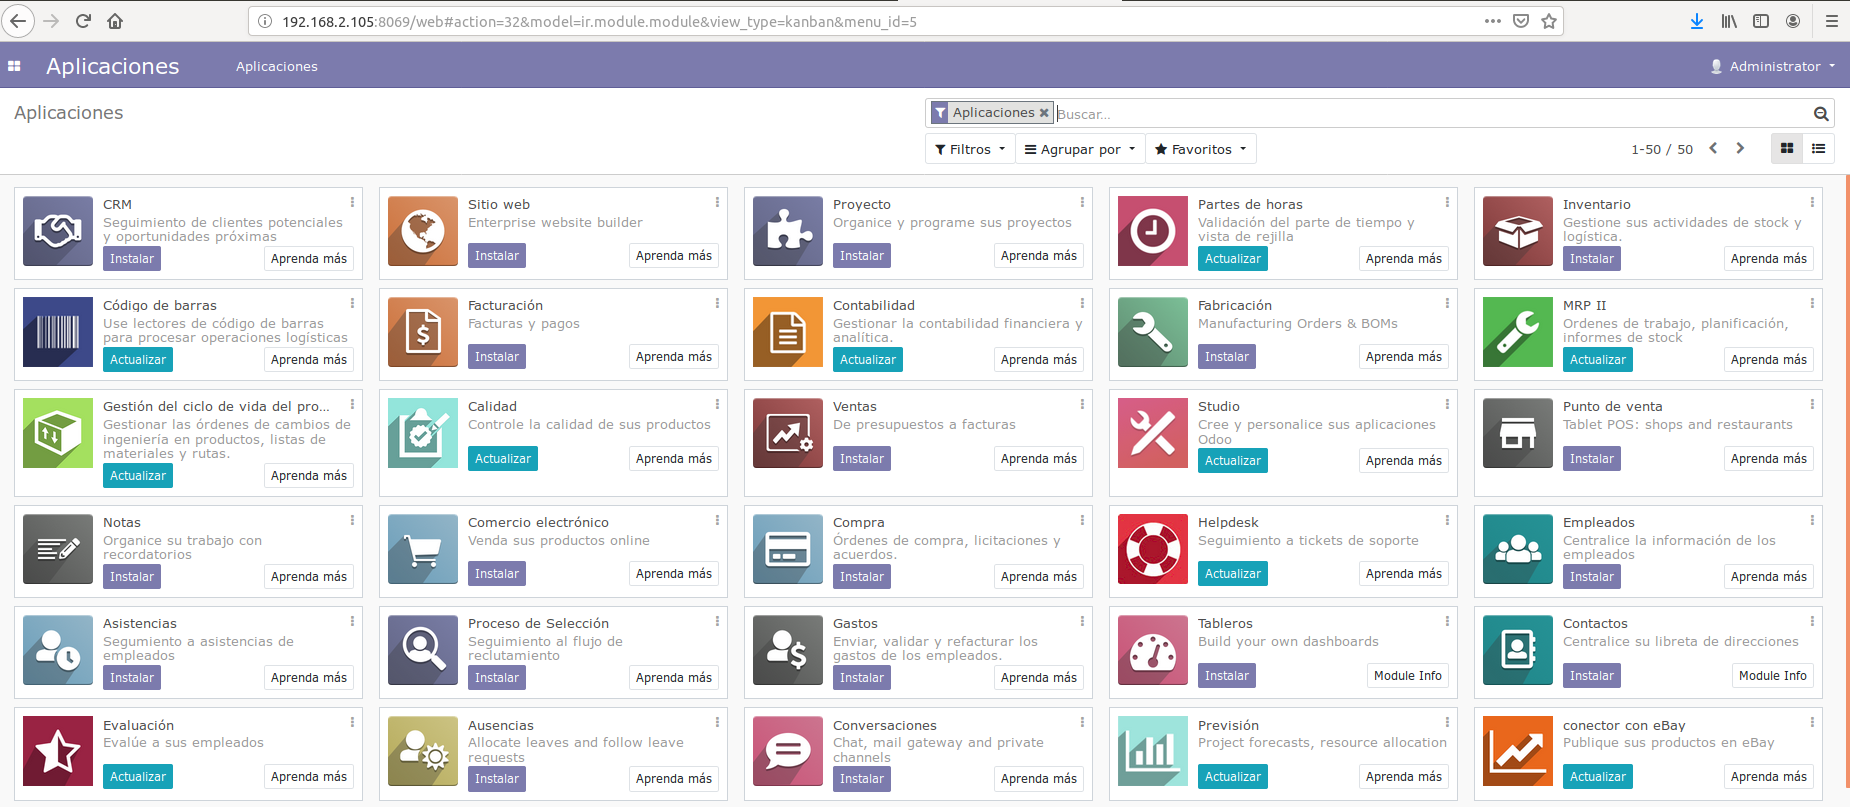 192.168.2.105:8069/web#action=32&model=ir.module.module&view_type=kanban&menu_id=5
Aplicaciones
Aplicaciones
Administrator
Aplicaciones
Aplicaciones
Buscar...
Filtros
Agrupar por
Favoritos
1-50 / 50
CRM
Seguimiento de clientes potenciales
y oportunidades próximas
Instalar
Aprenda más
Sitio web
Enterprise website builder
Instalar
Aprenda más
Proyecto
Organice y programe sus proyectos
Instalar
Aprenda más
Partes de horas
Validación del parte de tiempo y
vista de rejilla
Actualizar
Aprenda más
Inventario
Gestione sus actividades de stock y
logística.
Instalar
Aprenda más
Código de barras
Use lectores de código de barras
para procesar operaciones logísticas
Actualizar
Aprenda más
Facturación
Facturas y pagos
Instalar
Aprenda más
Contabilidad
Gestionar la contabilidad financiera y
analítica.
Actualizar
Aprenda más
Fabricación
Manufacturing Orders & BOMs
Instalar
Aprenda más
MRP II
Ordenes de trabajo, planificación,
informes de stock
Actualizar
Aprenda más
Gestión del ciclo de vida del pro...
Gestionar las órdenes de cambios de
ingeniería en productos, listas de
materiales y rutas.
Actualizar
Aprenda más
Calidad
Controle la calidad de sus productos
Actualizar
Aprenda más
Ventas
De presupuestos a facturas
Instalar
Aprenda más
Studio
Cree y personalice sus aplicaciones
Odoo
Actualizar
Aprenda más
Punto de venta
Tablet POS: shops and restaurants
Instalar
Aprenda más
Notas
Organice su trabajo con
recordatorios
Instalar
Aprenda más
Comercio electrónico
Venda sus productos online
Instalar
Aprenda más
Compra
Órdenes de compra, licitaciones y
acuerdos.
Instalar
Aprenda más
Helpdesk
Seguimiento a tickets de soporte
Actualizar
Aprenda más
Empleados
Centralice la información de los
empleados
Instalar
Aprenda más
Asistencias
Segumiento a asistencias de
empleados
Instalar
Aprenda más
Proceso de Selección
Seguimiento al flujo de
reclutamiento
Instalar
Aprenda más
Gastos
Enviar, validar y refacturar los
gastos de los empleados.
Instalar
Aprenda más
Tableros
Build your own dashboards
Instalar
Module Info
Contactos
Centralice su libreta de direcciones
Instalar
Module Info
Evaluación
Evalúe a sus empleados
Actualizar
Aprenda más
Ausencias
Allocate leaves and follow leave
requests
Instalar
Aprenda más
Conversaciones
Chat, mail gateway and private
channels
Instalar
Aprenda más
Previsión
Project forecasts, resource allocation
Actualizar
Aprenda más
conector con eBay
Publique sus productos en eBay
Actualizar
Aprenda más